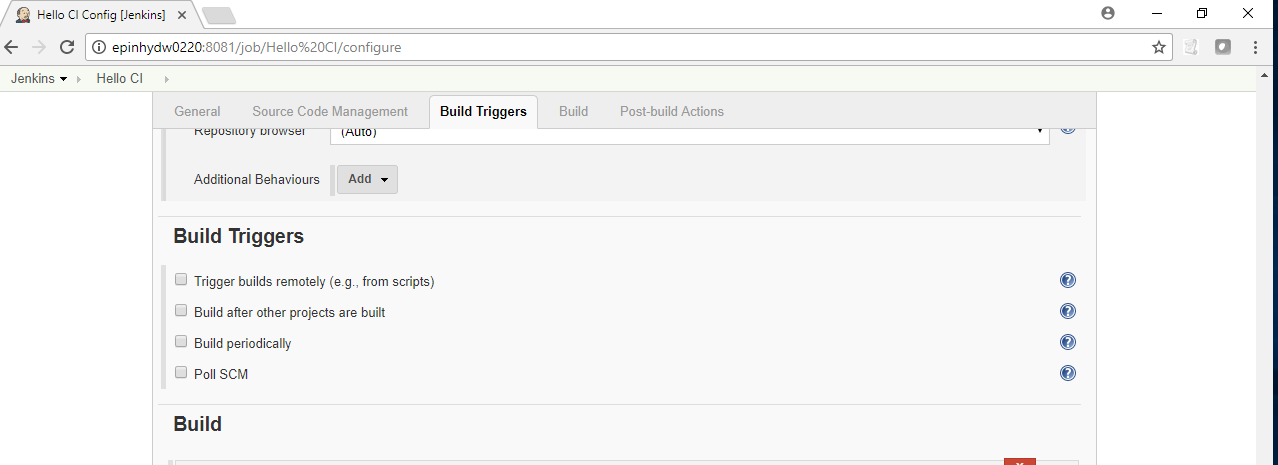 Hello CI Config [Jenkins]
epinhydw0220:8081/job/Hello%20CI/configure
Jenkins Hello CI
General Source Code Management Build Triggers Build Post-build Actions
Repository browser (Auto)
Additional Behaviours Add
Build Triggers
Trigger builds remotely (e.g., from scripts)
Build after other projects are built
Build periodically
Poll SCM
Build